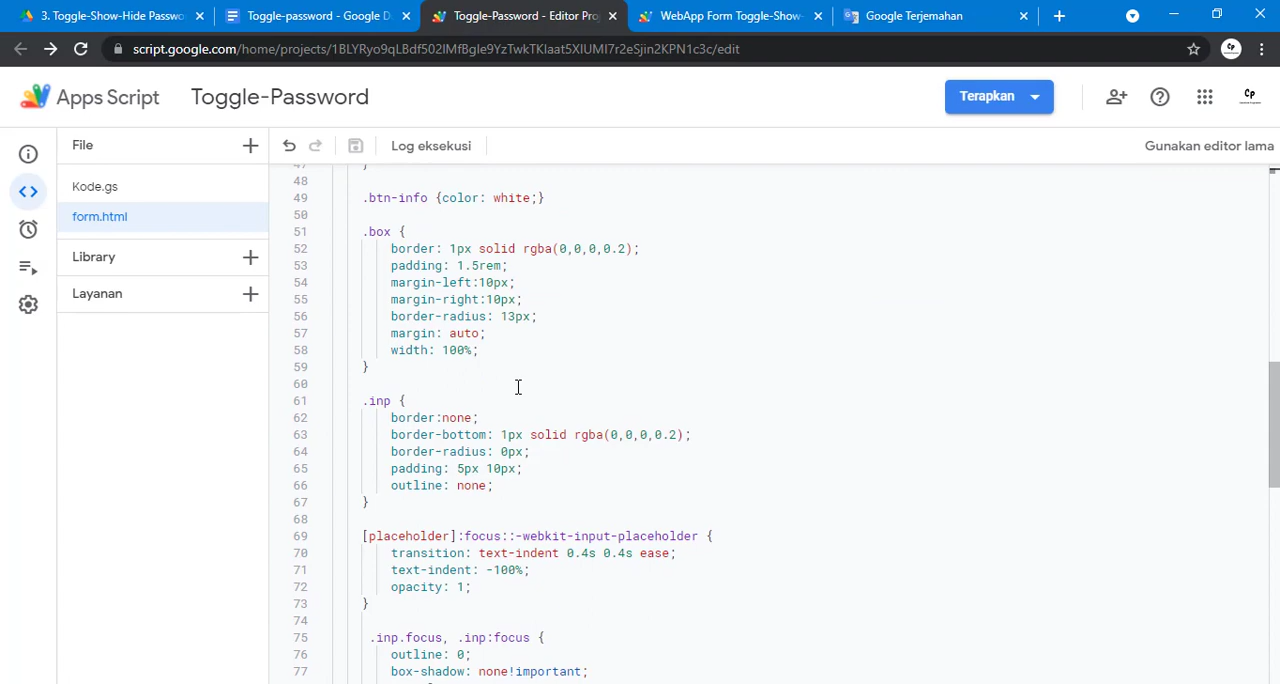 3. Toggle-Show-Hide Passwo
Toggle-password - Google D
Toggle-Password - Editor Pro
WebApp Form Toggle-Show-
Google Terjemahan
script.google.com/home/projects/1BLYRyo9qLBdf502IMfBgIe9YzTwkTKlaat5XIUMI7r2eSjin2KPN1c3c/edit
Apps Script
Toggle-Password
Terapkan
File
Log eksekusi
Gunakan editor lama
Kode.gs
form.html
Library
Layanan
47 }
48
49 .btn-info {color: white;}
50
51 .box {
52 border: 1px solid rgba(0,0,0,0.2);
53 padding: 1.5rem;
54 margin-left:10px;
55 margin-right:10px;
56 border-radius: 13px;
57 margin: auto;
58 width: 100%;
59 }
60
61 .inp {
62 border:none;
63 border-bottom: 1px solid rgba(0,0,0,0.2);
64 border-radius: 0px;
65 padding: 5px 10px;
66 outline: none;
67 }
68
69 [placeholder]:focus::-webkit-input-placeholder {
70 transition: text-indent 0.4s 0.4s ease;
71 text-indent: -100%;
72 opacity: 1;
73 }
74
75 .inp.focus, .inp:focus {
76 outline: 0;
77 box-shadow: none!important;